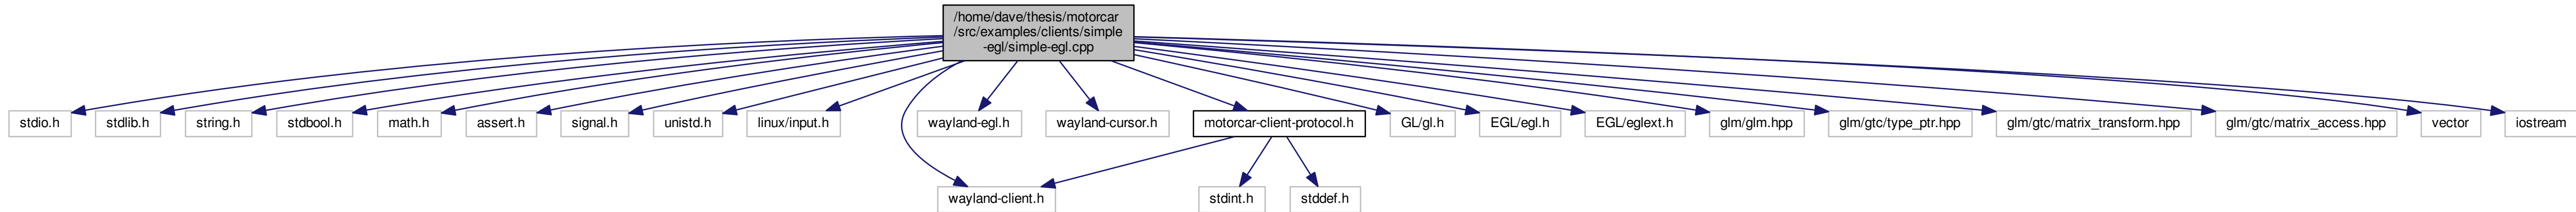 /home/dave/thesis/motorcar
/src/examples/clients/simple
-egl/simple-egl.cpp
stdio.h
stdlib.h
string.h
stdbool.h
math.h
assert.h
signal.h
unistd.h
linux/input.h
wayland-egl.h
wayland-cursor.h
motorcar-client-protocol.h
GL/gl.h
EGL/egl.h
EGL/eglext.h
glm/glm.hpp
glm/gtc/type_ptr.hpp
glm/gtc/matrix_transform.hpp
glm/gtc/matrix_access.hpp
vector
iostream
wayland-client.h
stdint.h
stddef.h